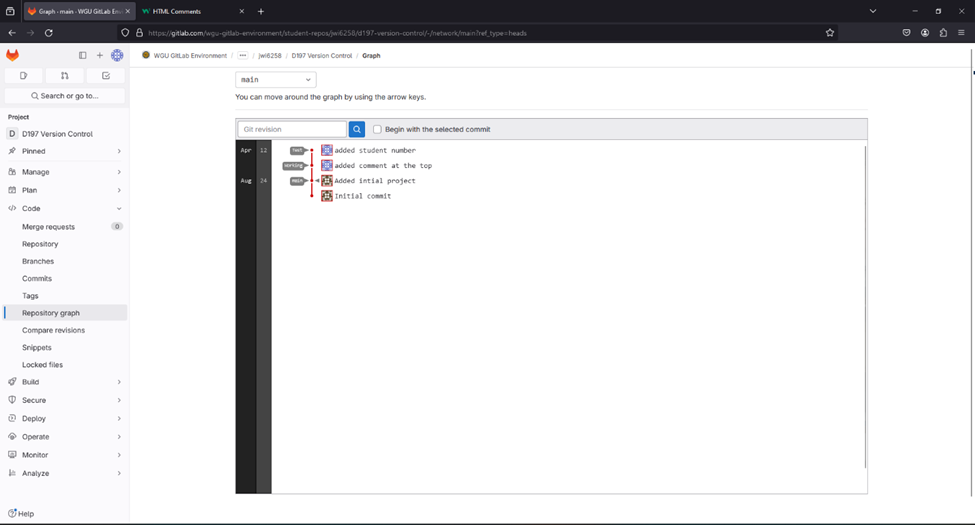 Graph · main · WGU GitLab Envi
HTML Comments
https://gitlab.com/wgu-gitlab-environment/student-repos/jwi6258/d197-version-control/-/network/main?ref_type=heads
Search or go to...
Project
D D197 Version Control
Pinned
Manage
Plan
Code
Merge requests 0
Repository
Branches
Commits
Tags
Repository graph
Compare revisions
Snippets
Locked files
Build
Secure
Deploy
Operate
Monitor
Analyze
Help
WGU GitLab Environment / ... / jwi6258 / D197 Version Control / Graph
main
You can move around the graph by using the arrow keys.
Git revision
Begin with the selected commit
Apr 12 Test added student number
working added comment at the top
Aug 24 main Added intial project
Initial commit